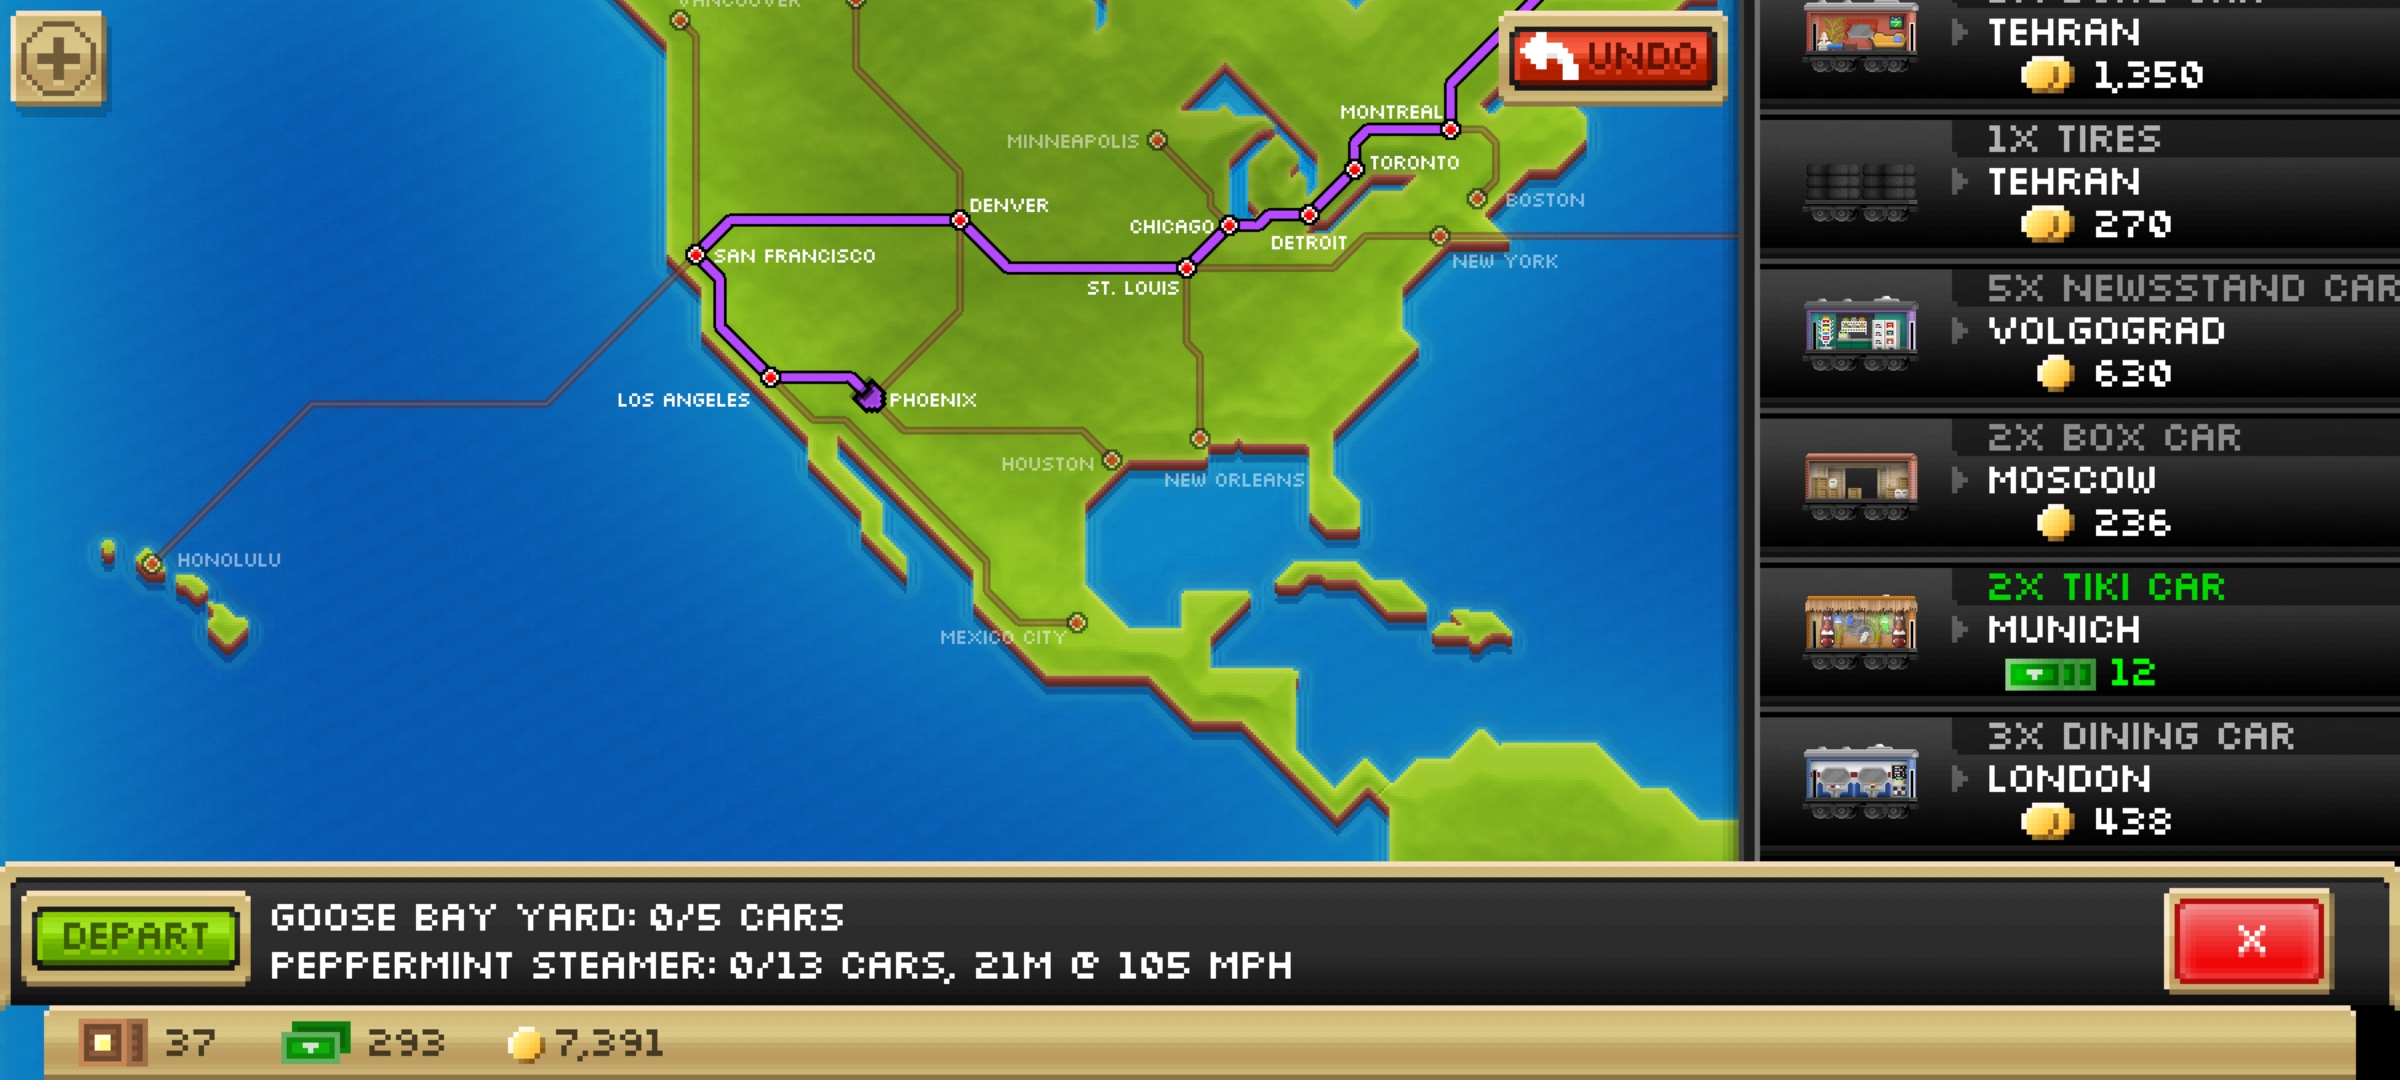 VANCOUVER
UNDO
MONTREAL
MINNEAPOLIS
TORONTO
BOSTON
DENVER
CHICAGO
DETROIT
NEW YORK
SAN FRANCISCO
ST. LOUIS
LOS ANGELES
PHOENIX
HOUSTON
NEW ORLEANS
HONOLULU
MEXICO CITY
TEHRAN
1,350
1X TIRES
TEHRAN
270
5X NEWSSTAND CAR
VOLGOGRAD
630
2X BOX CAR
MOSCOW
236
2X TIKI CAR
MUNICH
12
3X DINING CAR
LONDON
438
DEPART
GOOSE BAY YARD: 0/5 CARS
PEPPERMINT STEAMER: 0/13 CARS, 21M @ 105 MPH
X
37
293
7,391